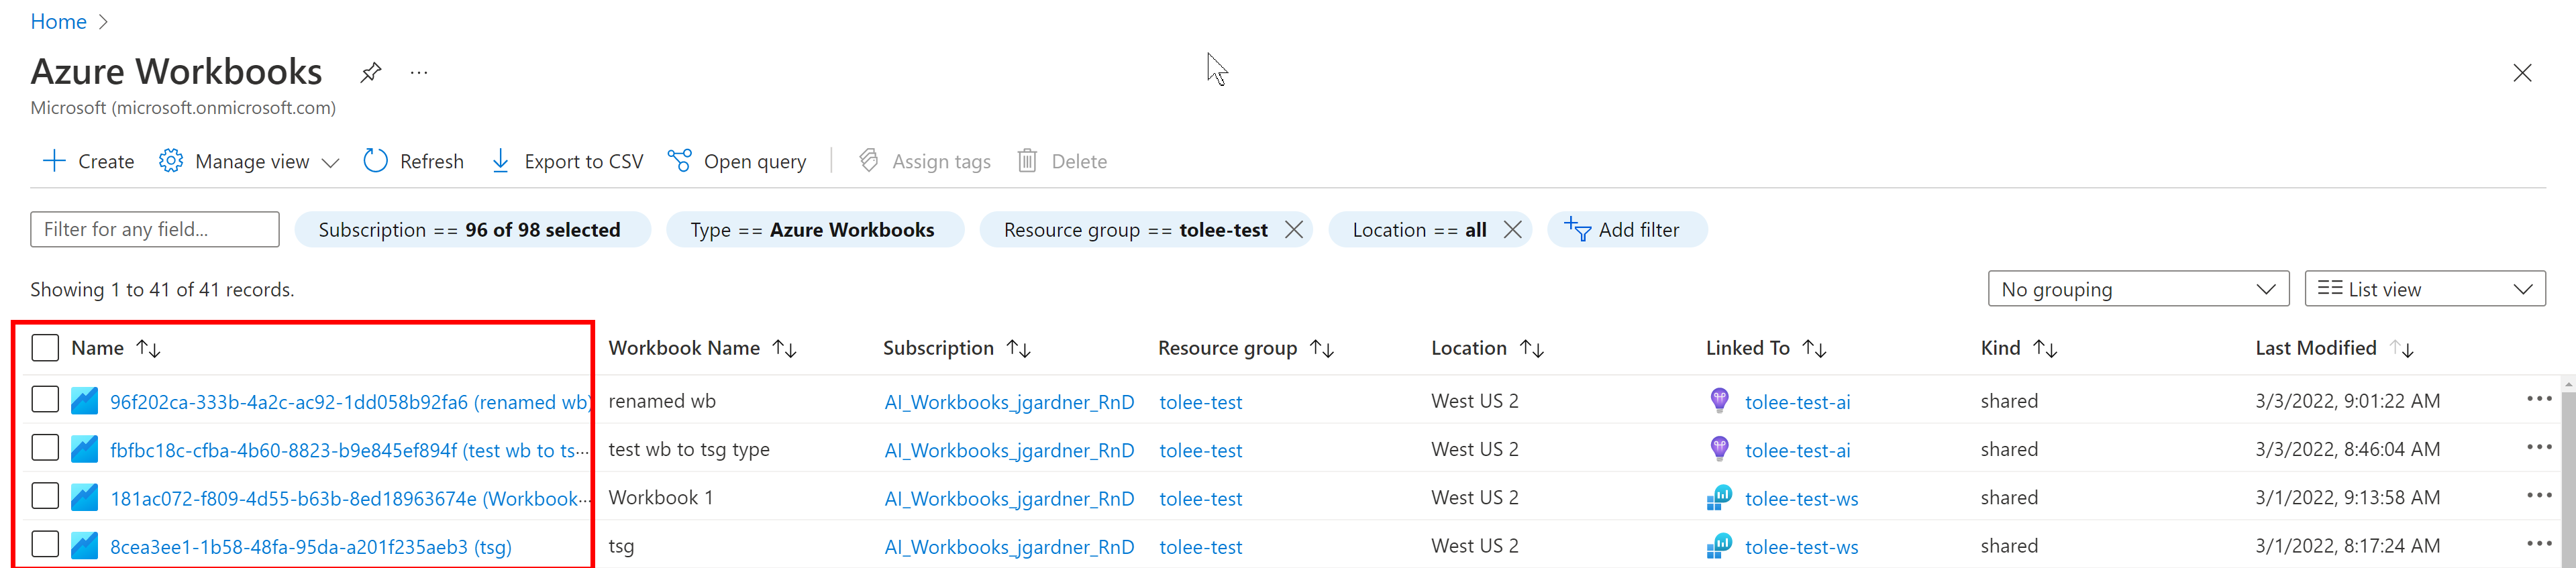 Home >
Azure Workbooks ...
Microsoft (microsoft.onmicrosoft.com)
Create Manage view Refresh Export to CSV Open query Assign tags Delete
Filter for any field... Subscription == 96 of 98 selected Type == Azure Workbooks Resource group == tolee-test Location == all Add filter
Showing 1 to 41 of 41 records. No grouping List view
Name Workbook Name Subscription Resource group Location Linked To Kind Last Modified
96f202ca-333b-4a2c-ac92-1dd058b92fa6 (renamed wb) renamed wb AI_Workbooks_jgardner_RnD tolee-test West US 2 tolee-test-ai shared 3/3/2022, 9:01:22 AM ...
fbfbc18c-cfba-4b60-8823-b9e845ef894f (test wb to ts... test wb to tsg type AI_Workbooks_jgardner_RnD tolee-test West US 2 tolee-test-ai shared 3/3/2022, 8:46:04 AM ...
181ac072-f809-4d55-b63b-8ed18963674e (Workbook... Workbook 1 AI_Workbooks_jgardner_RnD tolee-test West US 2 tolee-test-ws shared 3/1/2022, 9:13:58 AM ...
8cea3ee1-1b58-48fa-95da-a201f235aeb3 (tsg) tsg AI_Workbooks_jgardner_RnD tolee-test West US 2 tolee-test-ws shared 3/1/2022, 8:17:24 AM ...